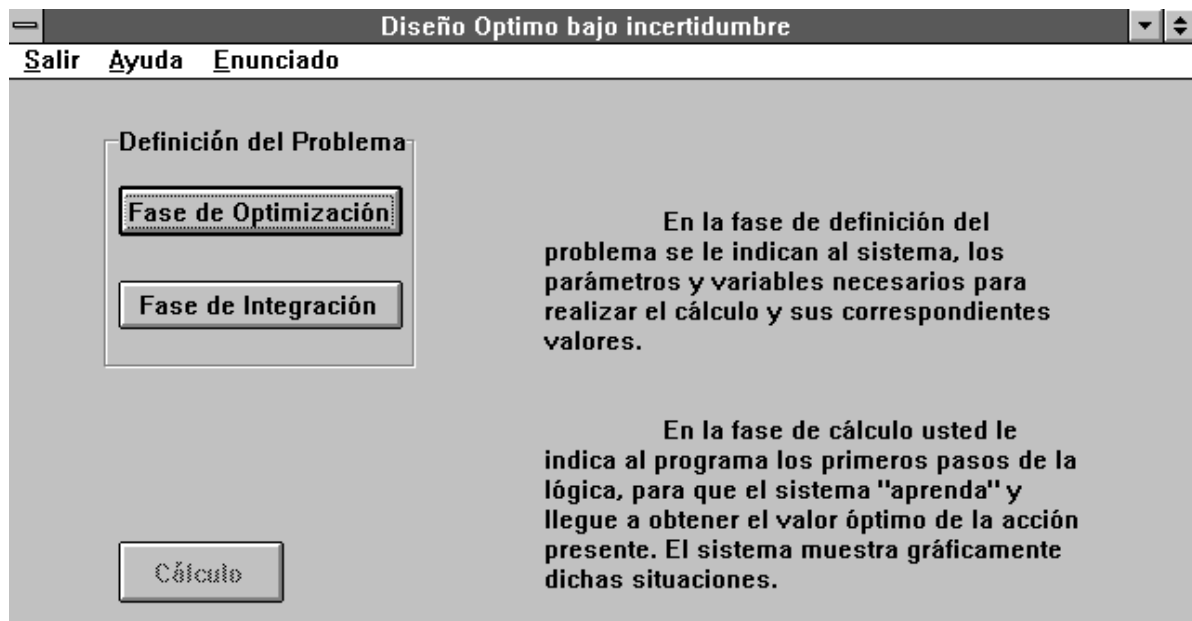 Diseño Optimo bajo incertidumbre
Salir Ayuda Enunciado
Definición del Problema
Fase de Optimización
Fase de Integración
En la fase de definición del
problema se le indican al sistema, los
parámetros y variables necesarios para
realizar el cálculo y sus correspondientes
valores.
En la fase de cálculo usted le
indica al programa los primeros pasos de la
lógica, para que el sistema "aprenda" y
llegue a obtener el valor óptimo de la acción
presente. El sistema muestra gráficamente
dichas situaciones.
Cálculo